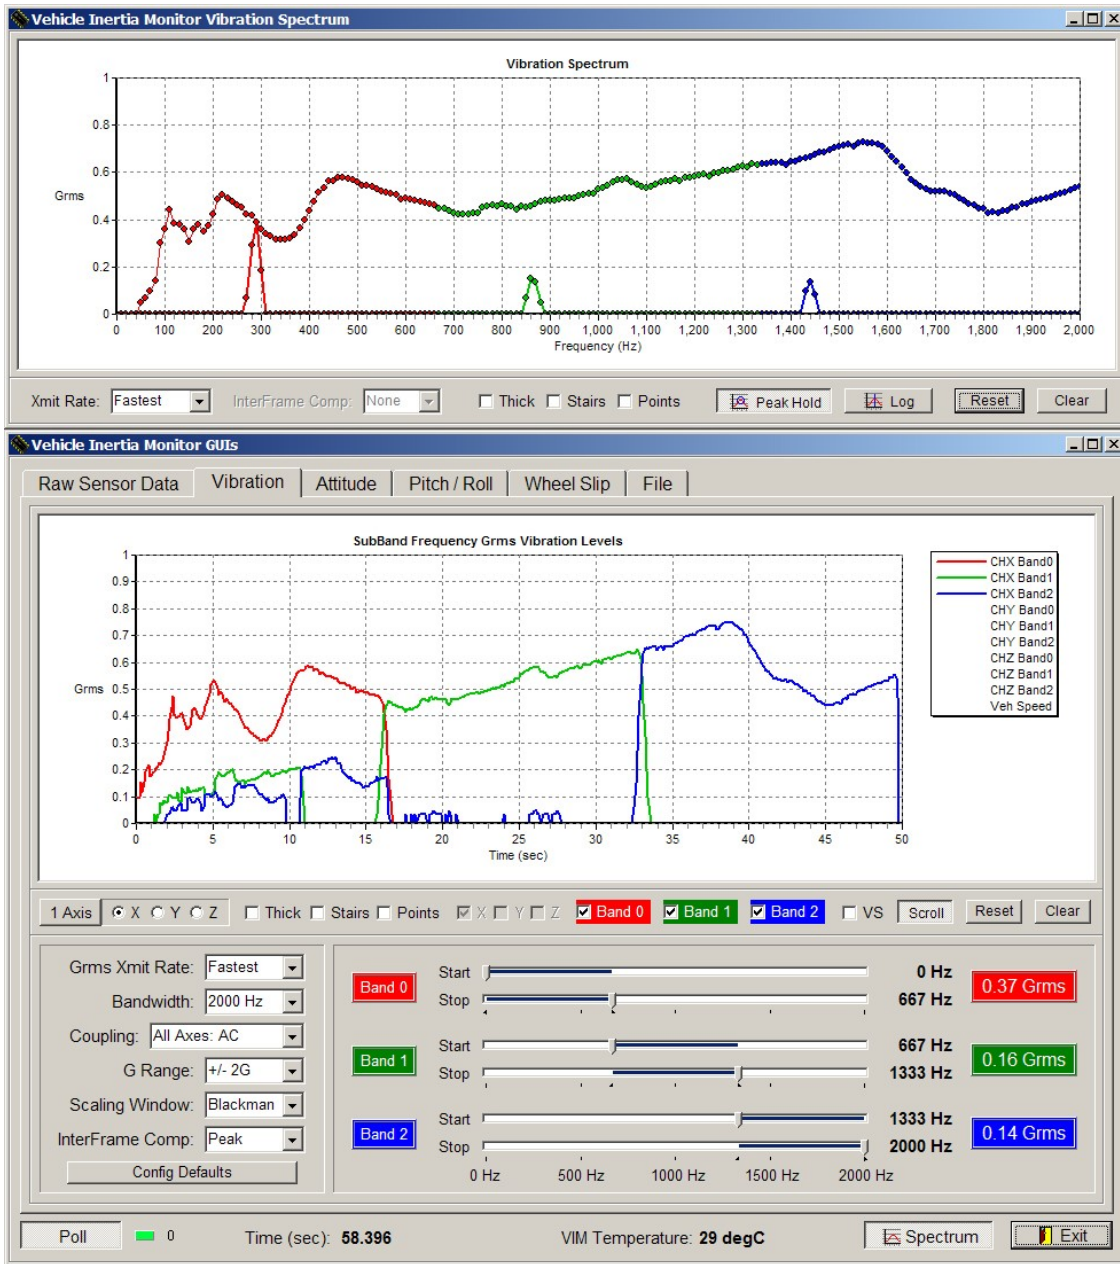 Vehicle Inertia Monitor Vibration Spectrum
Vibration Spectrum
1
0.8
0.6
Grms
0.4
0.2
0
0 100 200 300 400 500 600 700 800 900 1,000 1,100 1,200 1,300 1,400 1,500 1,600 1,700 1,800 1,900 2,000
Frequency (Hz)
Xmit Rate: Fastest InterFrame Comp: None Thick Stairs Points Peak Hold Log Reset Clear
Vehicle Inertia Monitor GUIs
Raw Sensor Data Vibration Attitude Pitch / Roll Wheel Slip File
SubBand Frequency Grms Vibration Levels
1
0.9
0.8
0.7
0.6
Grms 0.5
0.4
0.3
0.2
0.1
0
0 5 10 15 20 25 30 35 40 45 50
Time (sec)
CHX Band0
CHX Band1
CHX Band2
CHY Band0
CHY Band1
CHY Band2
CHZ Band0
CHZ Band1
CHZ Band2
Veh Speed
1 Axis X Y Z Thick Stairs Points X Y Z Band 0 Band 1 Band 2 VS Scroll Reset Clear
Grms Xmit Rate: Fastest
Bandwidth: 2000 Hz
Coupling: All Axes: AC
G Range: +/- 2G
Scaling Window: Blackman
InterFrame Comp: Peak
Config Defaults
Band 0 Start 0 Hz
Stop 667 Hz
0.37 Grms
Band 1 Start 667 Hz
Stop 1333 Hz
0.16 Grms
Band 2 Start 1333 Hz
Stop 2000 Hz
0.14 Grms
0 Hz 500 Hz 1000 Hz 1500 Hz 2000 Hz
Poll 0 Time (sec): 58.396 VIM Temperature: 29 degC Spectrum Exit